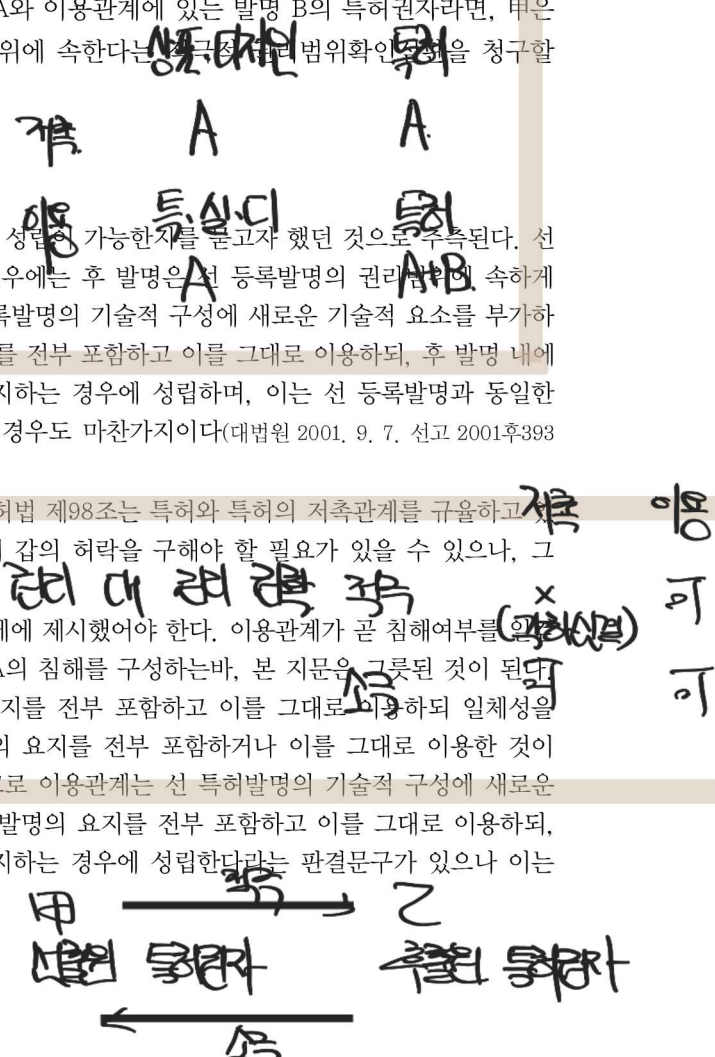 A와 이용관계에 있는 발명 B의 특허권자라면, 甲은
위에 속한다는 적극적 권리범위확인심판을 청구할
상표·디자인 특허
저촉 A A
이용 특·실·디 특허
성립이 가능한지를 묻고자 했던 것으로 추측된다. 선
우에는 후 발명은 선 등록발명의 권리범위에 속하게
A A+B
록발명의 기술적 구성에 새로운 기술적 요소를 부가하
를 전부 포함하고 이를 그대로 이용하되, 후 발명 내에
지하는 경우에 성립하며, 이는 선 등록발명과 동일한
경우도 마찬가지이다(대법원 2001. 9. 7. 선고 2001후393
저촉 이용
허법 제98조는 특허와 특허의 저촉관계를 규율하고
갑의 허락을 구해야 할 필요가 있을 수 있으나, 그
권리 대 권리 권범 적극 × 可
(각하심결)
에 제시했어야 한다. 이용관계가 곧 침해여부를
A의 침해를 구성하는바, 본 지문은 그릇된 것이 된다.
소극 可 可
지를 전부 포함하고 이를 그대로 이용하되 일체성을
의 요지를 전부 포함하거나 이를 그대로 이용한 것이
로 이용관계는 선 특허발명의 기술적 구성에 새로운
발명의 요지를 전부 포함하고 이를 그대로 이용하되,
지하는 경우에 성립한다라는 판결문구가 있으나 이는
적극
甲 乙
선출원 특허권자 후출원 특허권자
소극